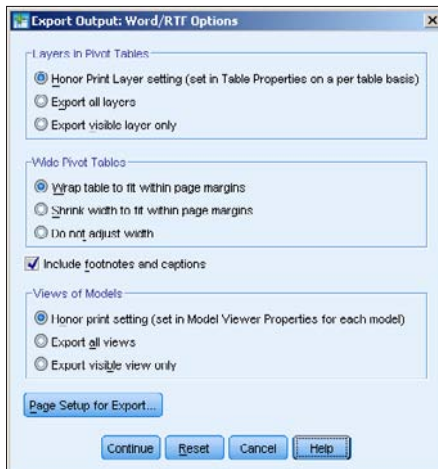 Export Output: Word/RTF Options
Layers in Pivot Tables
Honor Print Layer setting (set in Table Properties on a per table basis)
Export all layers
Export visible layer only
Wide Pivot Tables
Wrap table to fit within page margins
Shrink width to fit within page margins
Do not adjust width
Include footnotes and captions
Views of Models
Honor print setting (set in Model Viewer Properties for each model)
Export all views
Export visible view only
Page Setup for Export...
Continue Reset Cancel Help